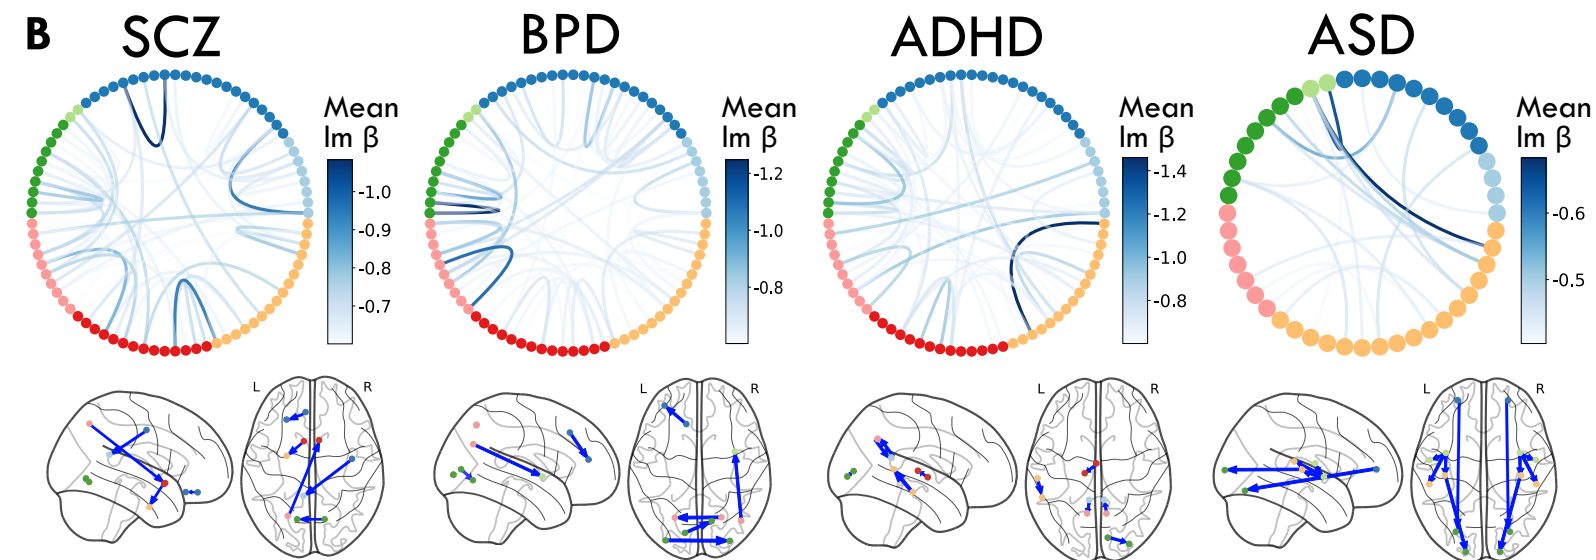 B
SCZ
BPD
ADHD
ASD
Mean
Im β
-1.0
-0.9
-0.8
-0.7
Mean
Im β
-1.2
-1.0
-0.8
Mean
Im β
-1.4
-1.2
-1.0
-0.8
Mean
Im β
-0.6
-0.5
L R
L R
L R
L R